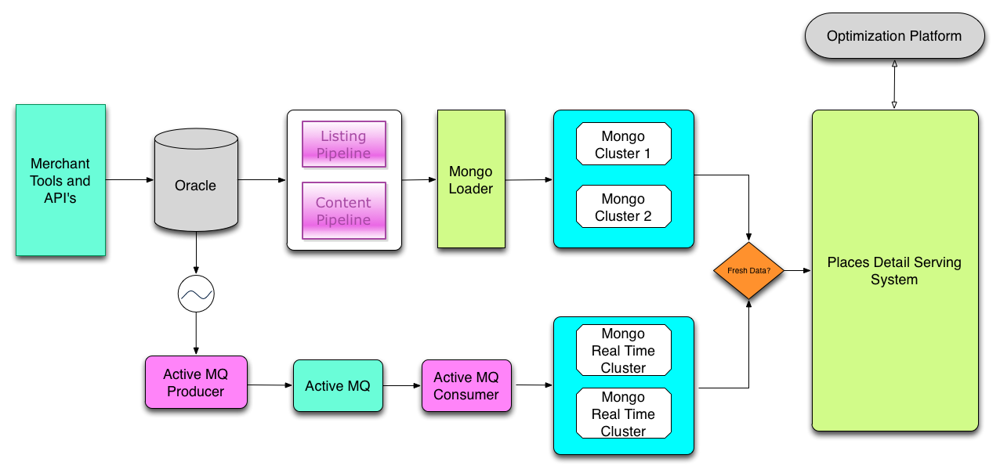 Optimization Platform
Merchant
Tools and
API's
Oracle
Listing
Pipeline
Content
Pipeline
Mongo
Loader
Mongo
Cluster 1
Mongo
Cluster 2
Fresh Data?
Places Detail Serving
System
Active MQ
Producer
Active MQ
Active MQ
Consumer
Mongo
Real Time
Cluster
Mongo
Real Time
Cluster